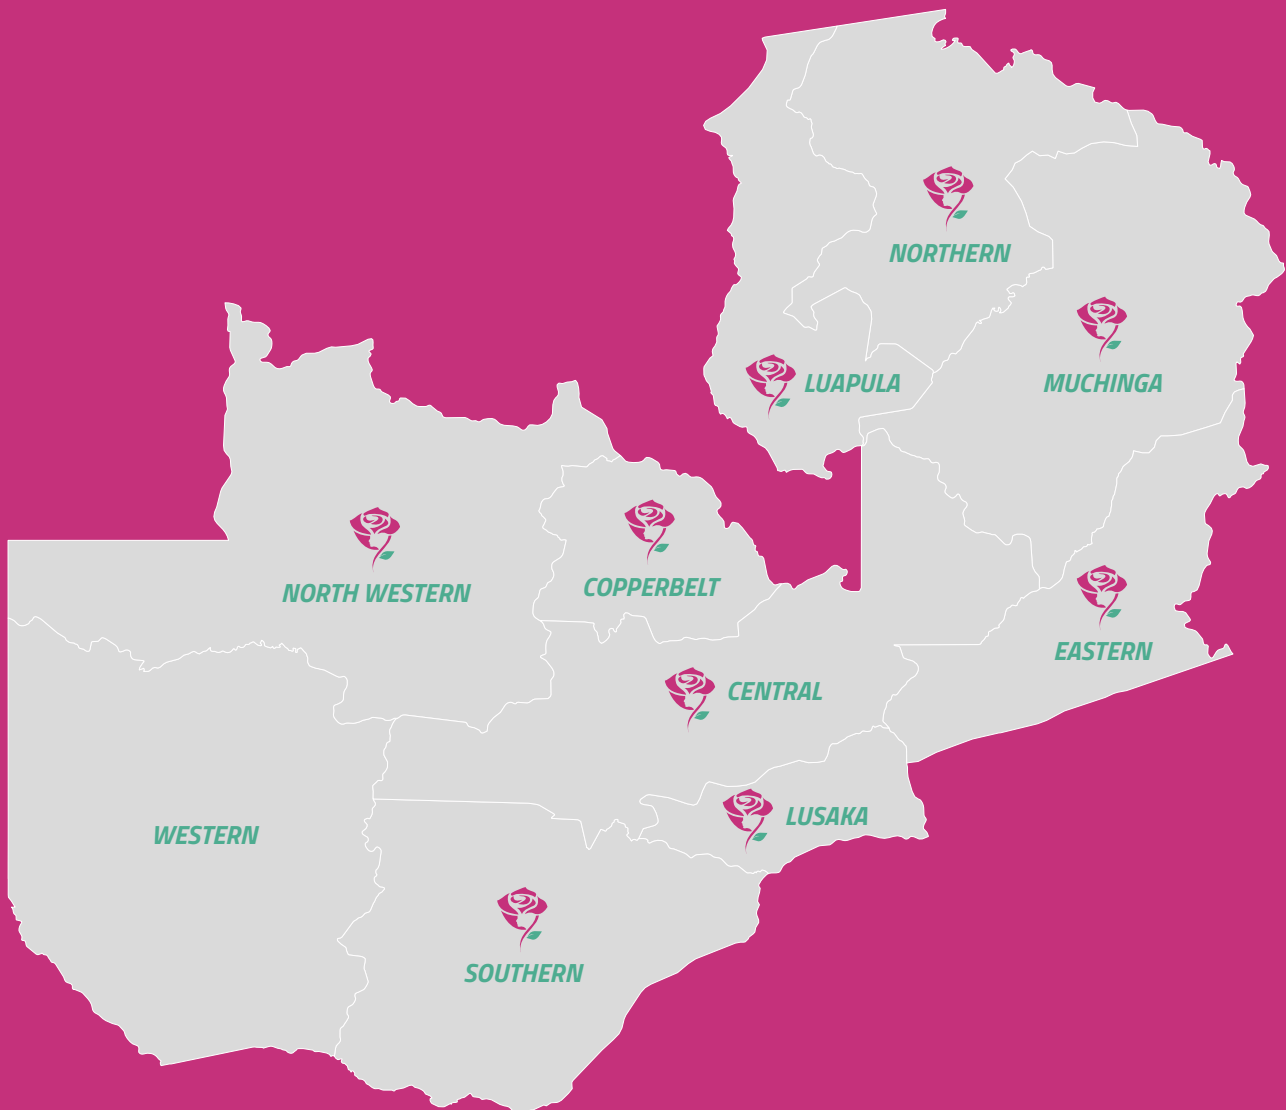 NORTHERN
LUAPULA
MUCHINGA
NORTH WESTERN
COPPERBELT
EASTERN
CENTRAL
LUSAKA
WESTERN
SOUTHERN